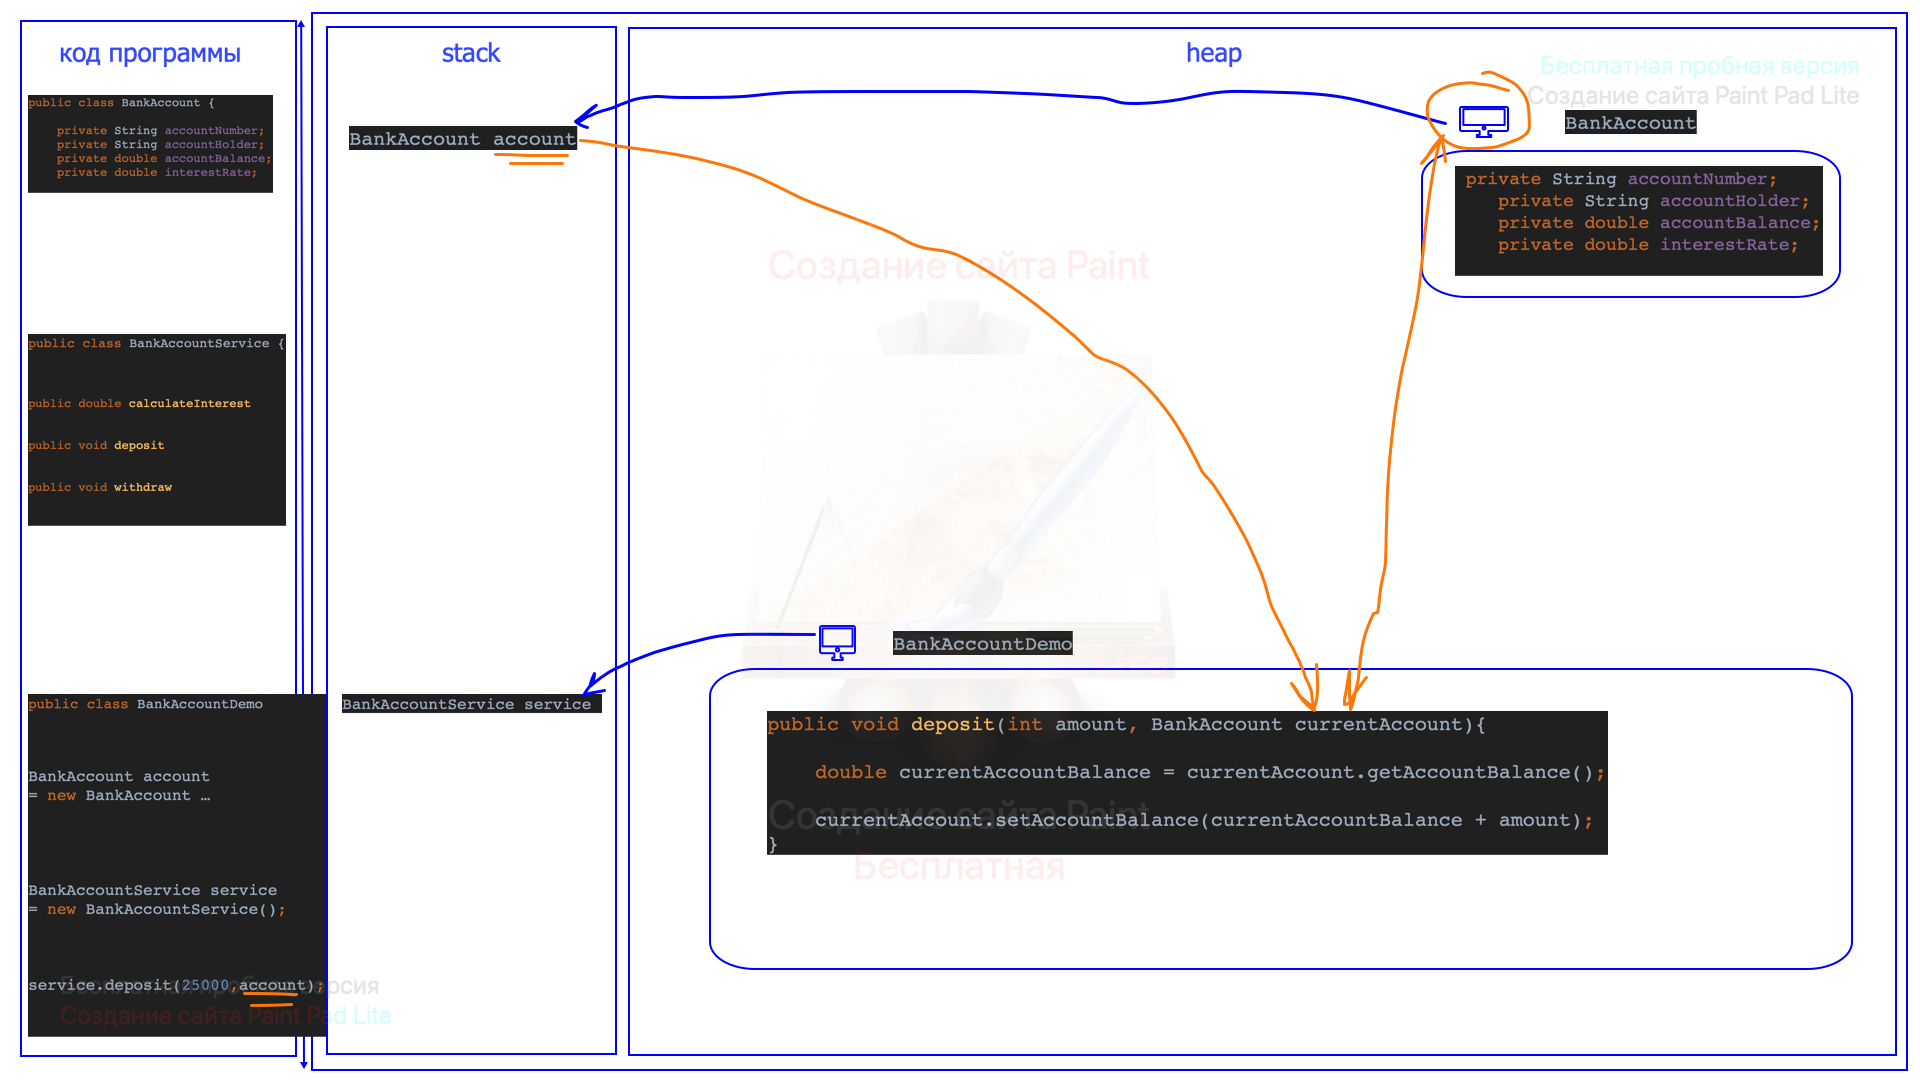 код программы
public class BankAccount {
private String accountNumber;
private String accountHolder;
private double accountBalance;
private double interestRate;
public class BankAccountService {
public double calculateInterest
public void deposit
public void withdraw
public class BankAccountDemo
BankAccount account
= new BankAccount …
BankAccountService service
= new BankAccountService();
service.deposit(25000,account);
Бесплатная пробная версия
Создание сайта Paint Pad Lite
stack
BankAccount account
BankAccountService service
heap
Бесплатная пробная версия
Создание сайта Paint Pad Lite
BankAccount
private String accountNumber;
private String accountHolder;
private double accountBalance;
private double interestRate;
Создание сайта Paint
BankAccountDemo
public void deposit(int amount, BankAccount currentAccount){
double currentAccountBalance = currentAccount.getAccountBalance();
currentAccount.setAccountBalance(currentAccountBalance + amount);
}
Создание сайта Paint
Бесплатная